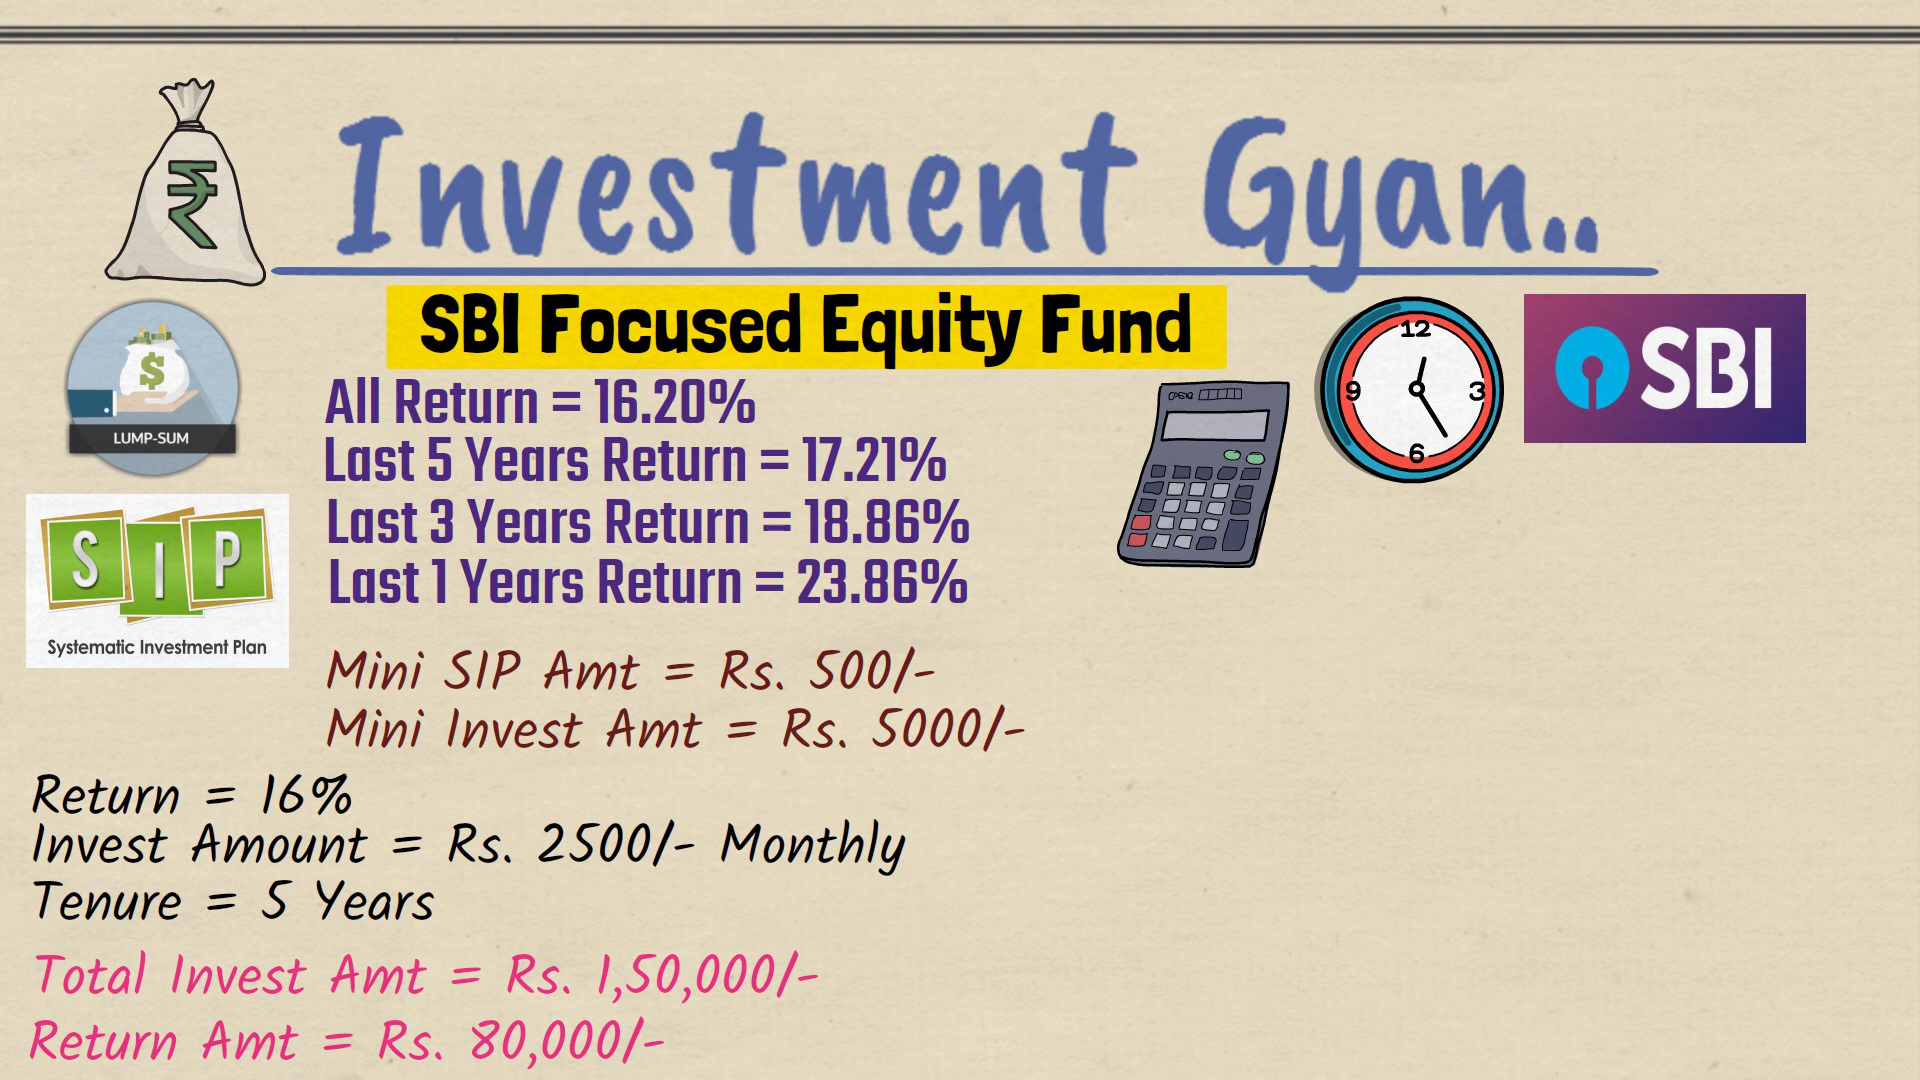 Investment Gyan..
₹
SBI Focused Equity Fund
12
3
6
9
SBI
$
LUMP-SUM
All Return = 16.20%
Last 5 Years Return = 17.21%
Last 3 Years Return = 18.86%
Last 1 Years Return = 23.86%
SIP
Systematic Investment Plan
Mini SIP Amt = Rs. 500/-
Mini Invest Amt = Rs. 5000/-
Return = 16%
Invest Amount = Rs. 2500/- Monthly
Tenure = 5 Years
Total Invest Amt = Rs. 1,50,000/-
Return Amt = Rs. 80,000/-